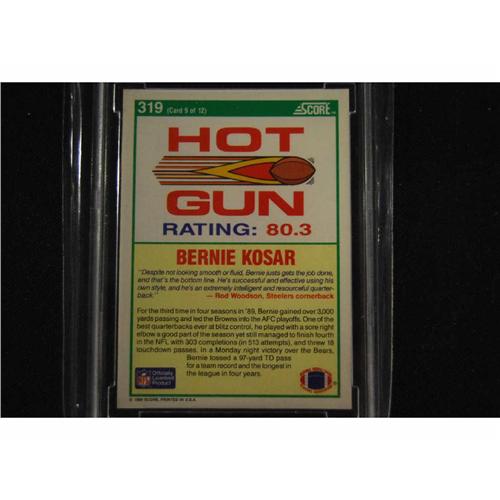 319 (Card 9 of 12) SCORE
HOT
GUN
RATING: 80.3
BERNIE KOSAR
"Despite not looking smooth or fluid, Bernie justs gets the job done,
and that's the bottom line. He's successful and effective using his
own style, and he's an extremely intelligent and resourceful quarter-
back." — Rod Woodson, Steelers cornerback
For the third time in four seasons in '89, Bernie gained over 3,000
yards passing and led the Browns into the AFC playoffs. One of the
best quarterbacks ever at blitz control, he played with a sore right
elbow a good part of the season yet still managed to finish fourth
in the NFL with 303 completions (in 513 attempts), and threw 18
touchdown passes. In a Monday night victory over the Bears,
Bernie tossed a 97-yard TD pass
for a team record and the longest in
the league in four years.
Officially
Licensed
Product
SCORE, PRINTED IN U.S.A.